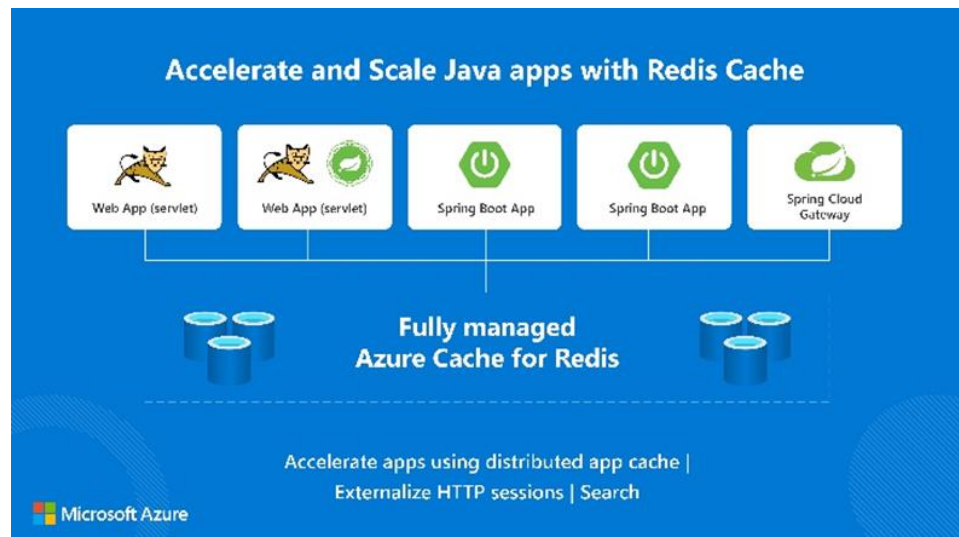 Accelerate and Scale Java apps with Redis Cache
Web App (servlet)
Web App (servlet)
Spring Boot App
Spring Boot App
Spring Cloud
Gateway
Fully managed
Azure Cache for Redis
Accelerate apps using distributed app cache |
Externalize HTTP sessions | Search
Microsoft Azure